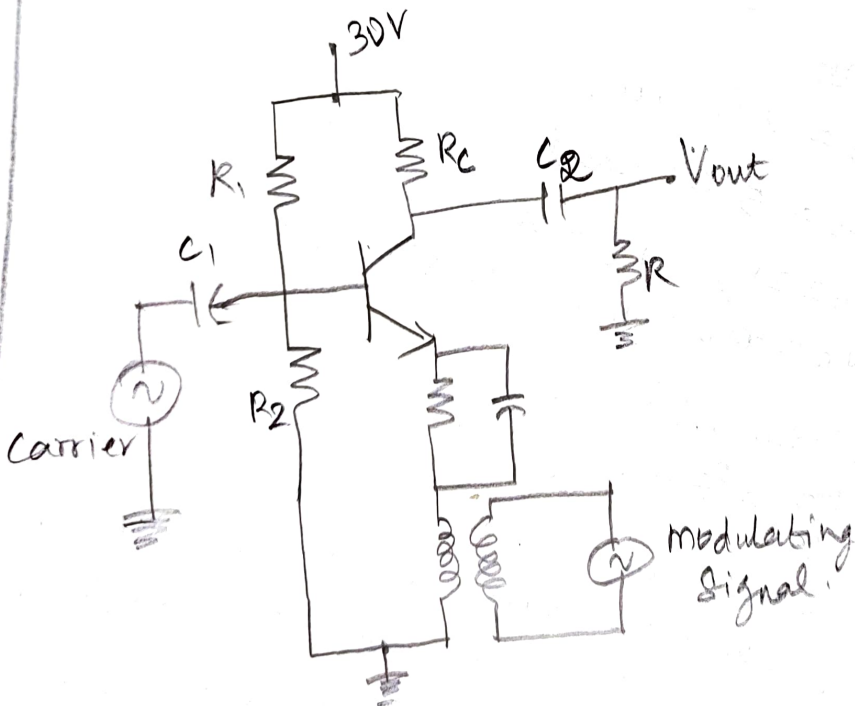 30V
R1
RC
C2
Vout
C1
R
R2
Carrier
modulating
Signal.